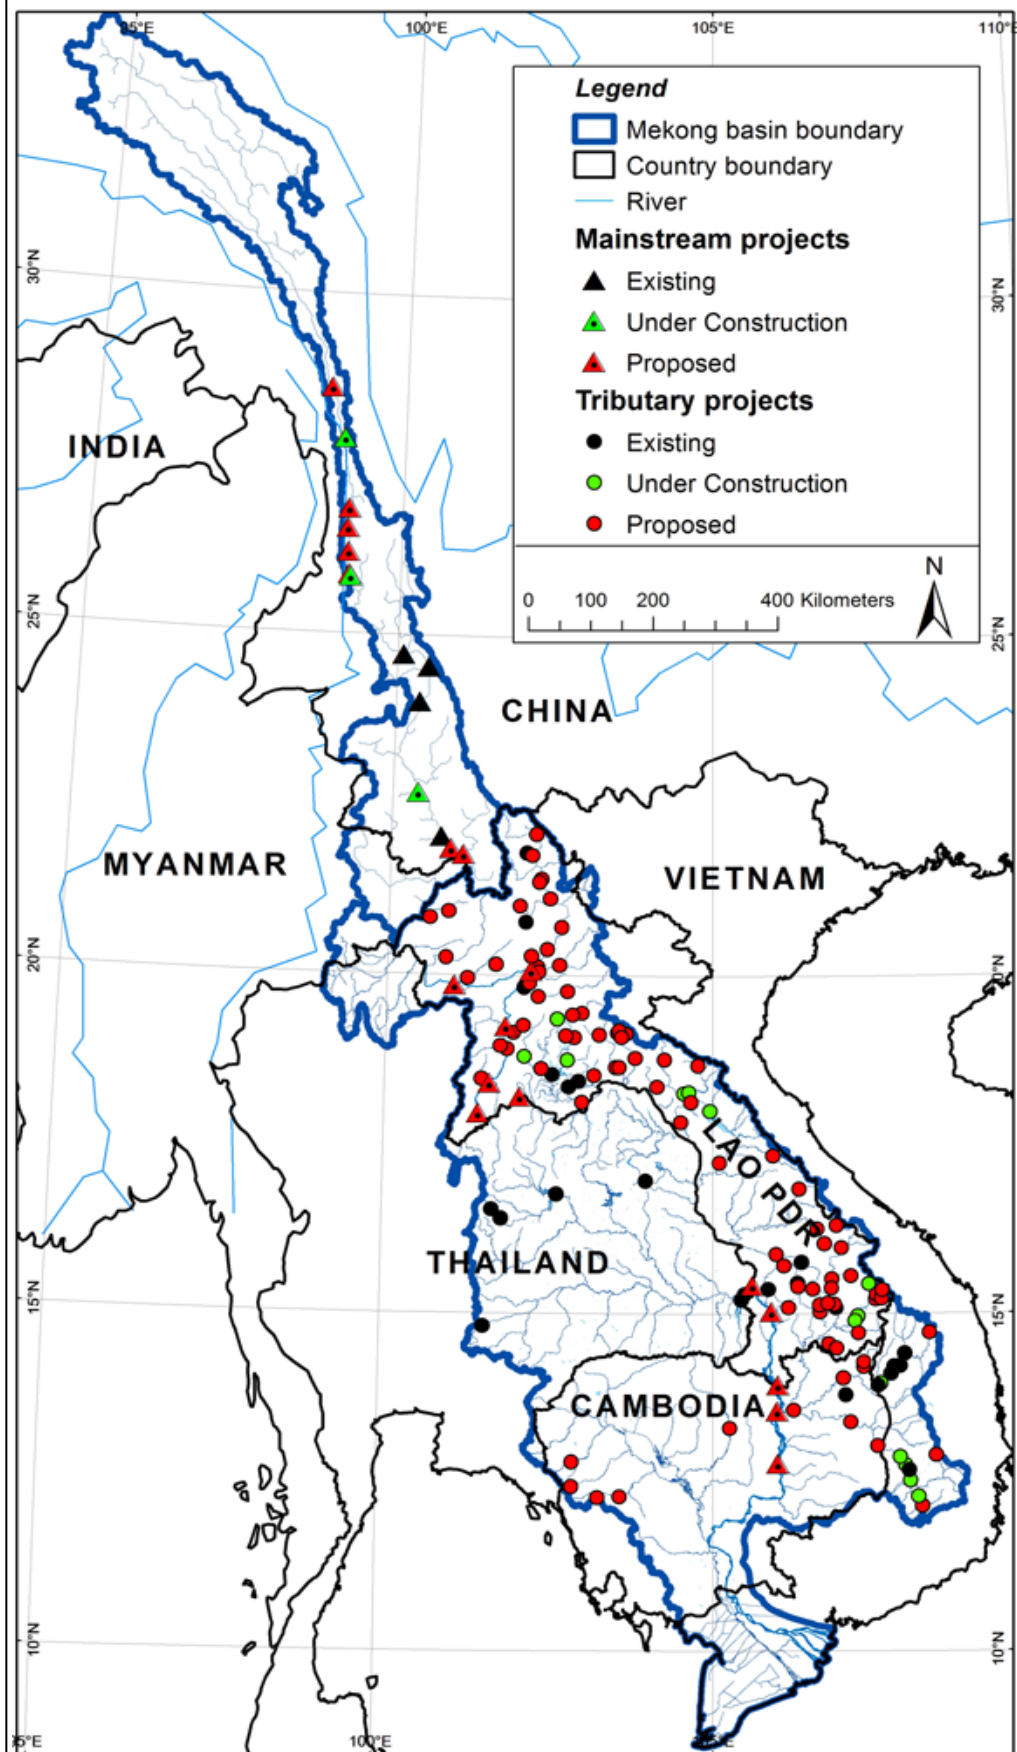 95°E 100°E 105°E 110°E
Legend
Mekong basin boundary
Country boundary
River
Mainstream projects
Existing
Under Construction
Proposed
Tributary projects
Existing
Under Construction
Proposed
N
0 100 200 400 Kilometers
30°N 30°N
INDIA
25°N 25°N
CHINA
MYANMAR
VIETNAM
20°N
LAO PDR
THAILAND
15°N 15°N
CAMBODIA
10°N 10°N
100°E